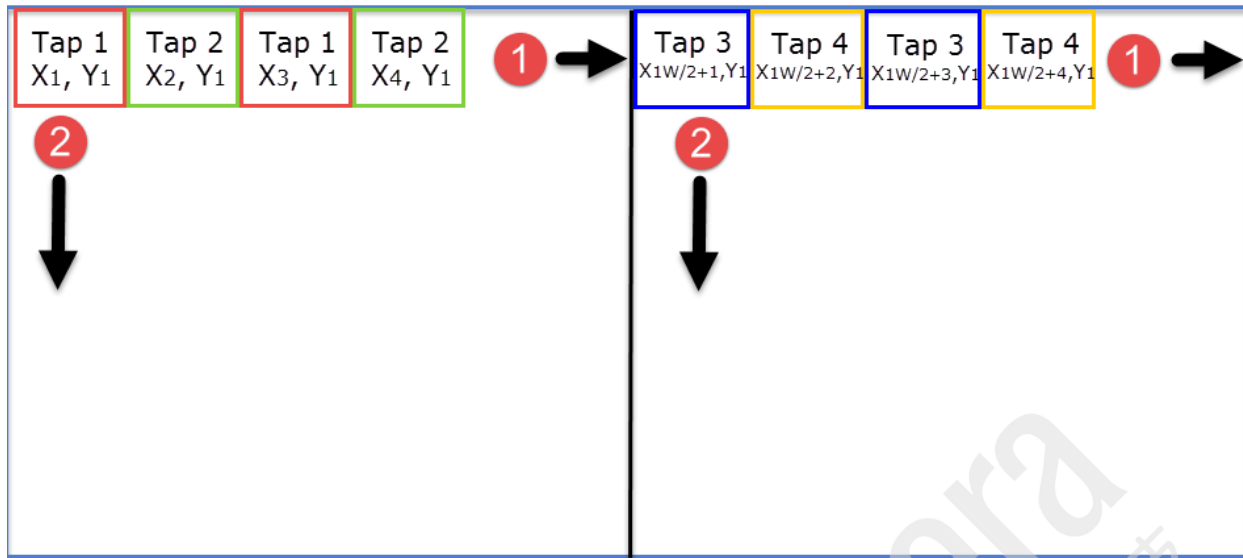 Tap 1
X1, Y1
Tap 2
X2, Y1
Tap 1
X3, Y1
Tap 2
X4, Y1
1
Tap 3
X1W/2+1,Y1
Tap 4
X1W/2+2,Y1
Tap 3
X1W/2+3,Y1
Tap 4
X1W/2+4,Y1
1
2
2
ora